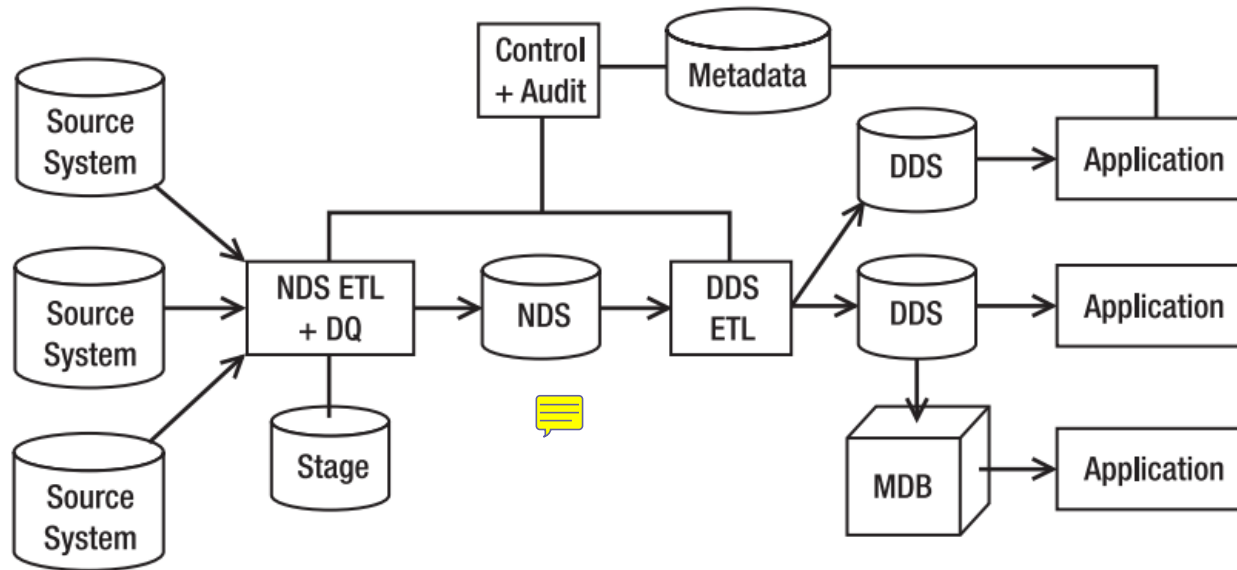 Control
+ Audit
Metadata
Source
System
DDS
Application
Source
System
NDS ETL
+ DQ
NDS
DDS
ETL
DDS
Application
Source
System
Stage
MDB
Application